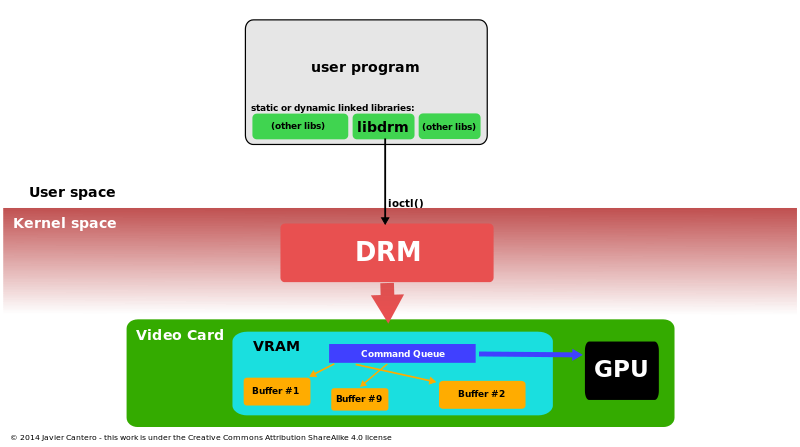 user program
static or dynamic linked libraries:
(other libs) libdrm (other libs)
User space
ioctl()
Kernel space
DRM
Video Card
VRAM
Command Queue
GPU
Buffer #1
Buffer #9
Buffer #2
© 2014 Javier Cantero - this work is under the Creative Commons Attribution ShareAlike 4.0 license